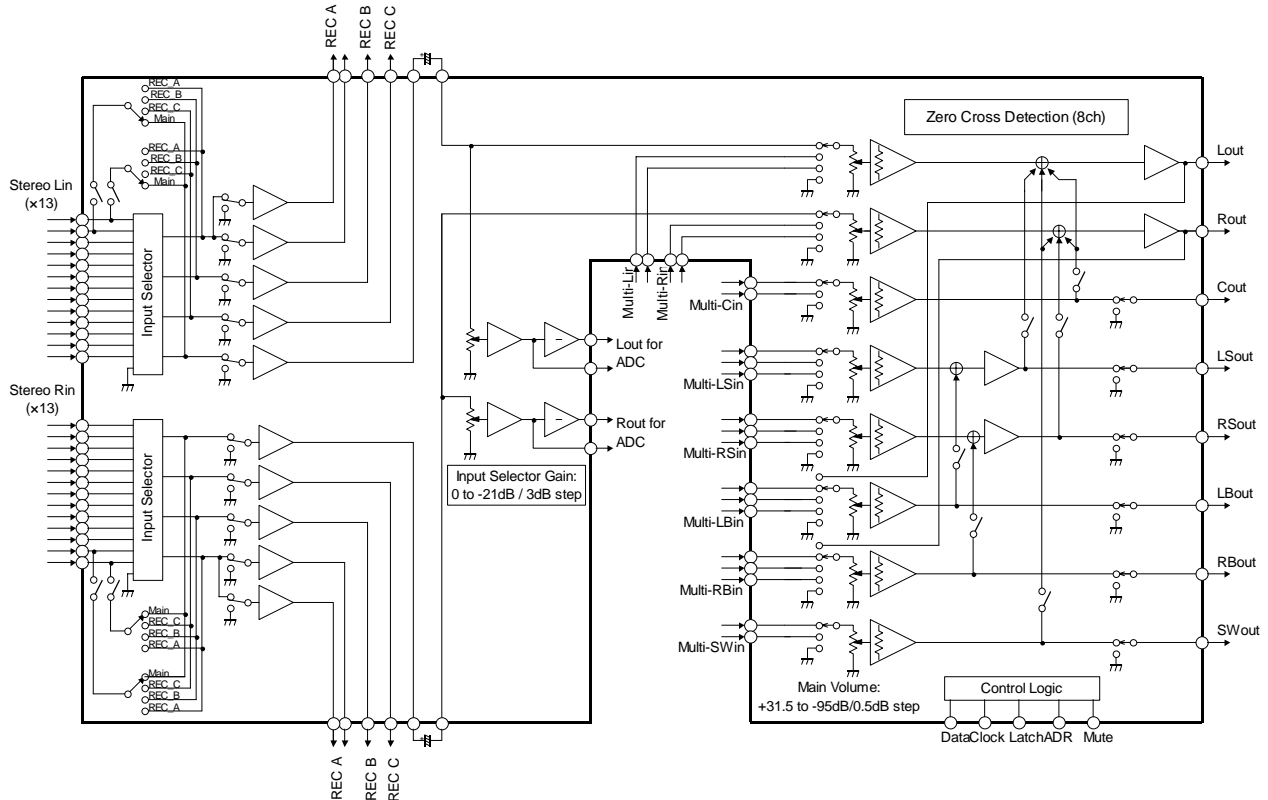 REC A
REC B
REC C
REC_A
REC_B
REC_C
Main
REC_A
REC_B
REC_C
Main
Stereo Lin
(×13)
Input Selector
Zero Cross Detection (8ch)
Lout
Rout
Cout
LSout
RSout
LBout
RBout
SWout
Multi-Lin
Multi-Rin
Multi-Cin
Multi-LSin
Multi-RSin
Multi-LBin
Multi-RBin
Multi-SWin
Lout for
ADC
Rout for
ADC
Input Selector Gain:
0 to -21dB / 3dB step
Stereo Rin
(×13)
Input Selector
Main
REC_C
REC_B
REC_A
Main
REC_C
REC_B
REC_A
Main Volume:
+31.5 to -95dB/0.5dB step
Control Logic
Data
Clock
Latch
ADR
Mute
REC A
REC B
REC C